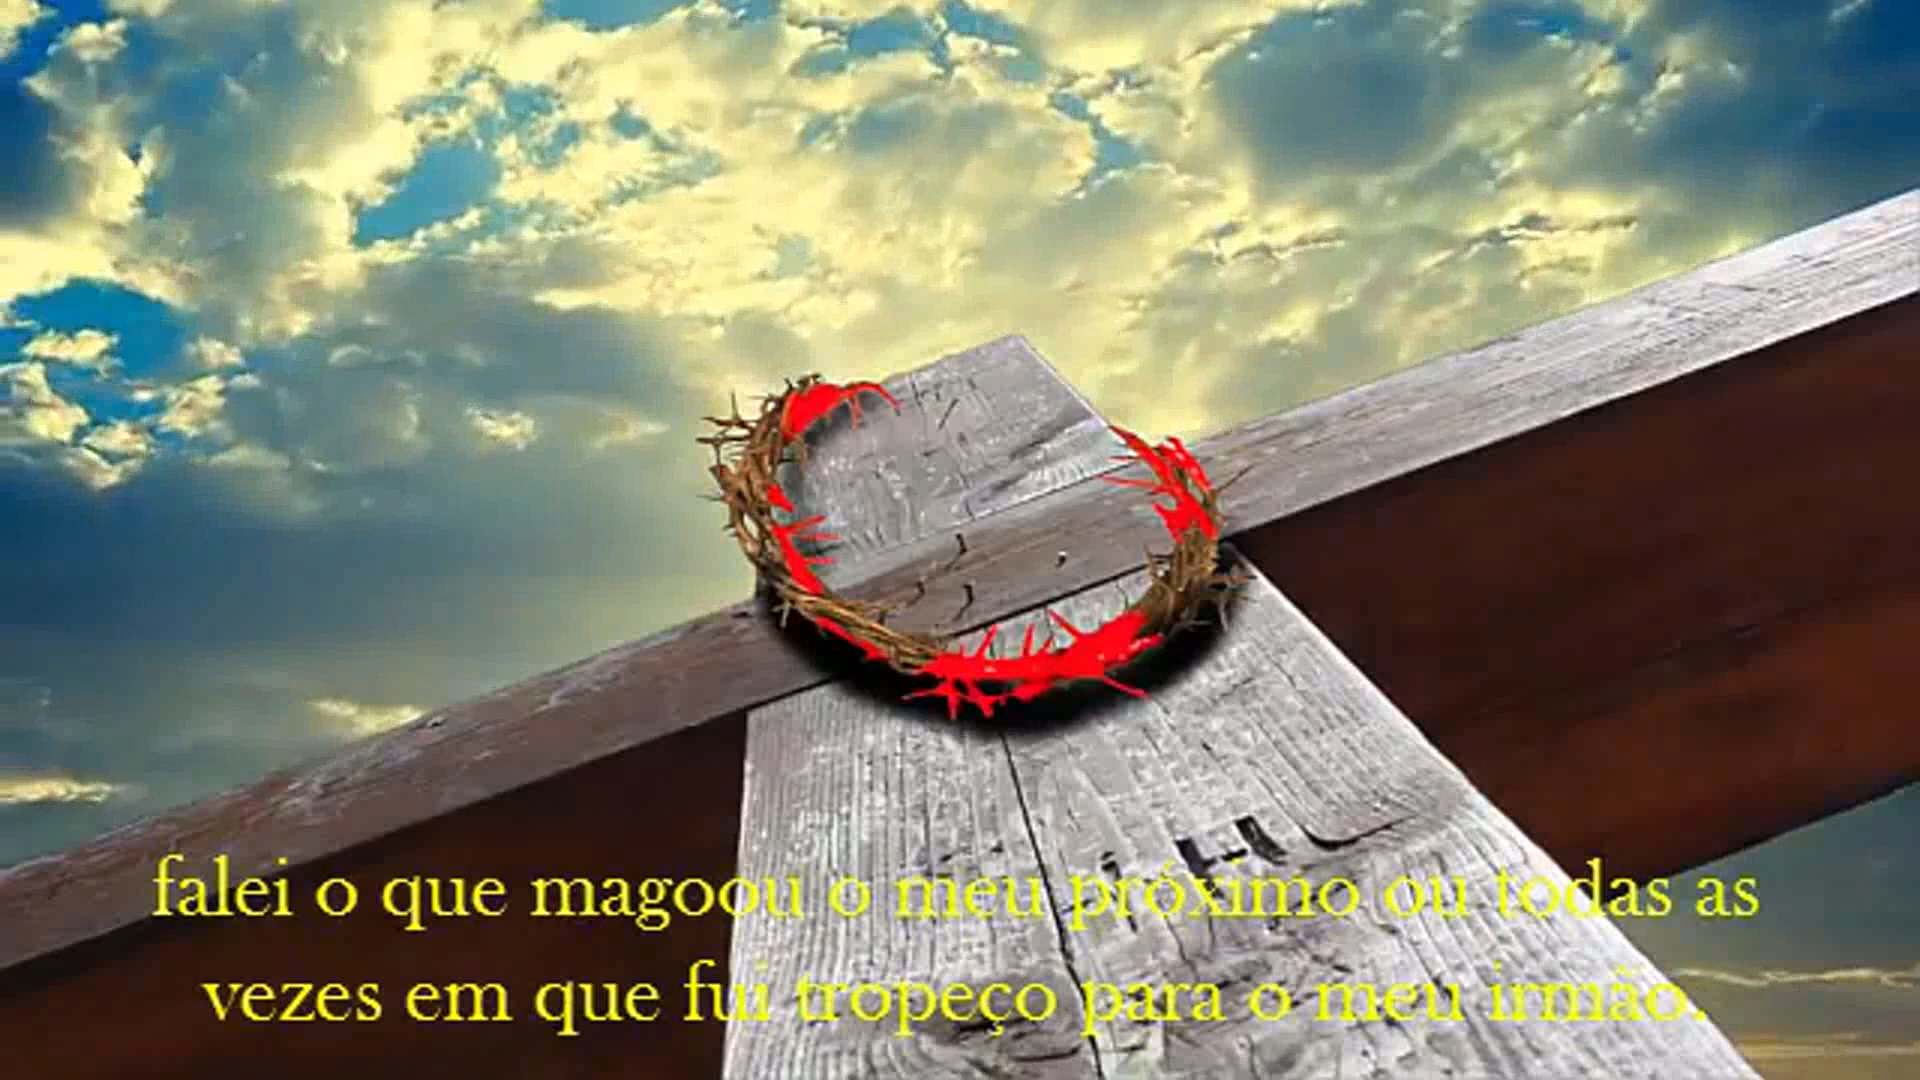 falei o que magoou o meu próximo ou todas as
vezes em que fui tropeço para o meu irmão.